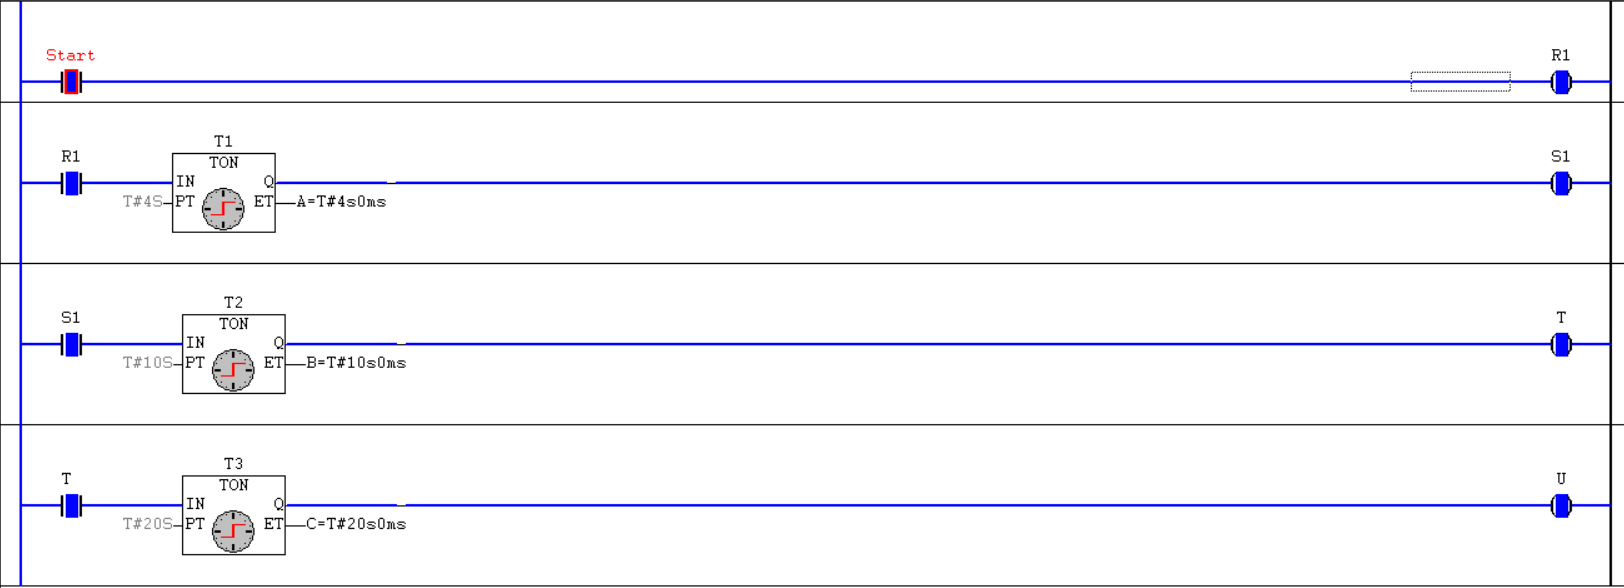 Start
R1
T1
R1
TON
S1
IN Q
T#4S PT ET A=T#4s0ms
T2
S1
TON
T
IN Q
T#10S PT ET B=T#10s0ms
T3
T
TON
U
IN Q
T#20S PT ET C=T#20s0ms